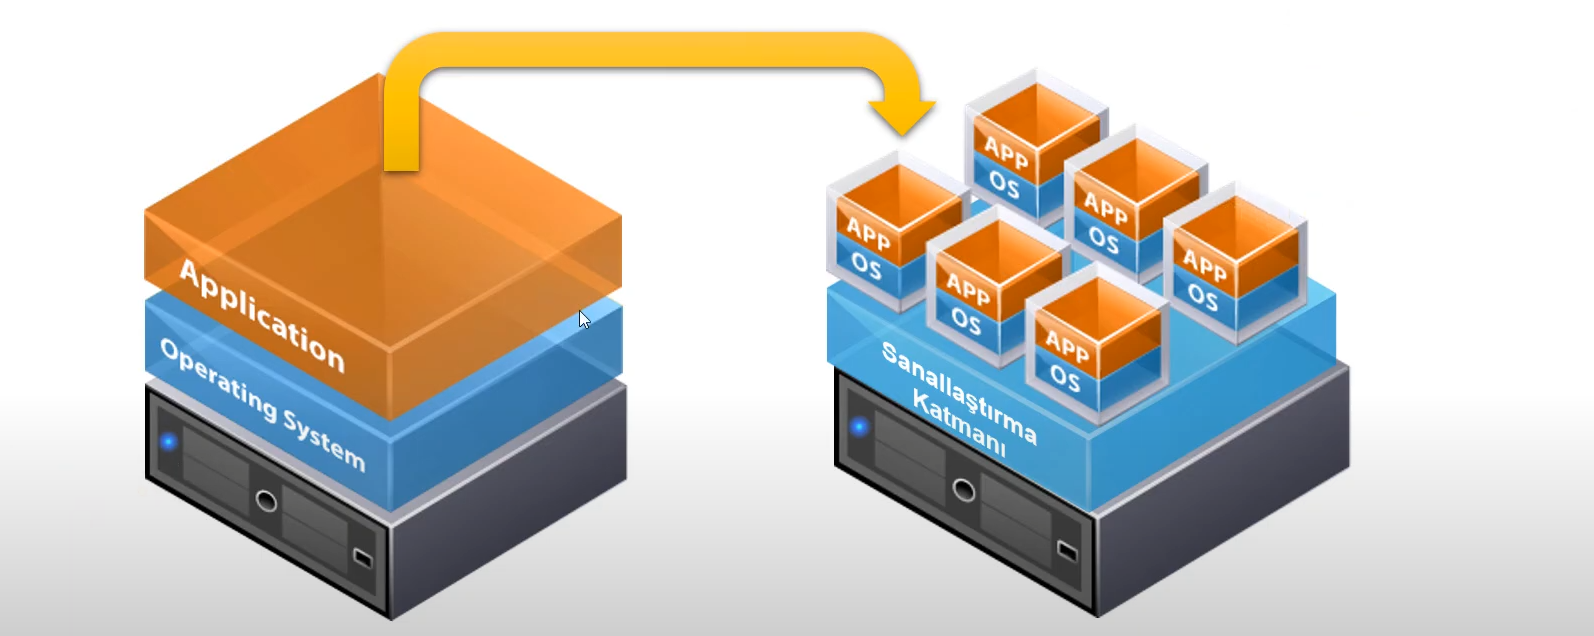 Application
Operating System
APP
OS
APP
OS
APP
OS
APP
OS
APP
OS
APP
OS
Sanallaştırma
Katmanı